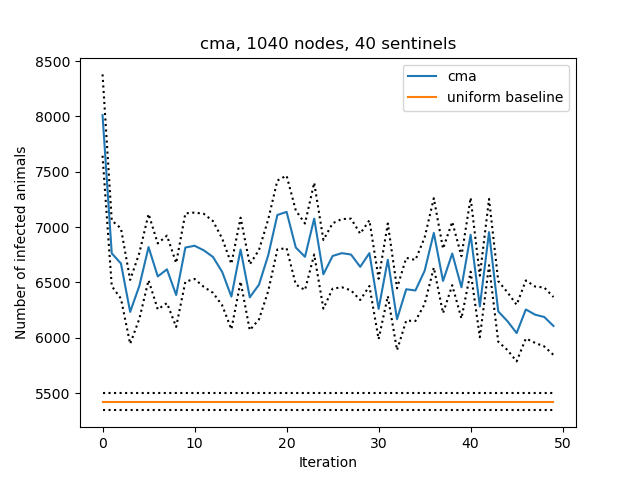 cma, 1040 nodes, 40 sentinels
cma
uniform baseline
Number of infected animals
8500
8000
7500
7000
6500
6000
5500
0 10 20 30 40 50
Iteration